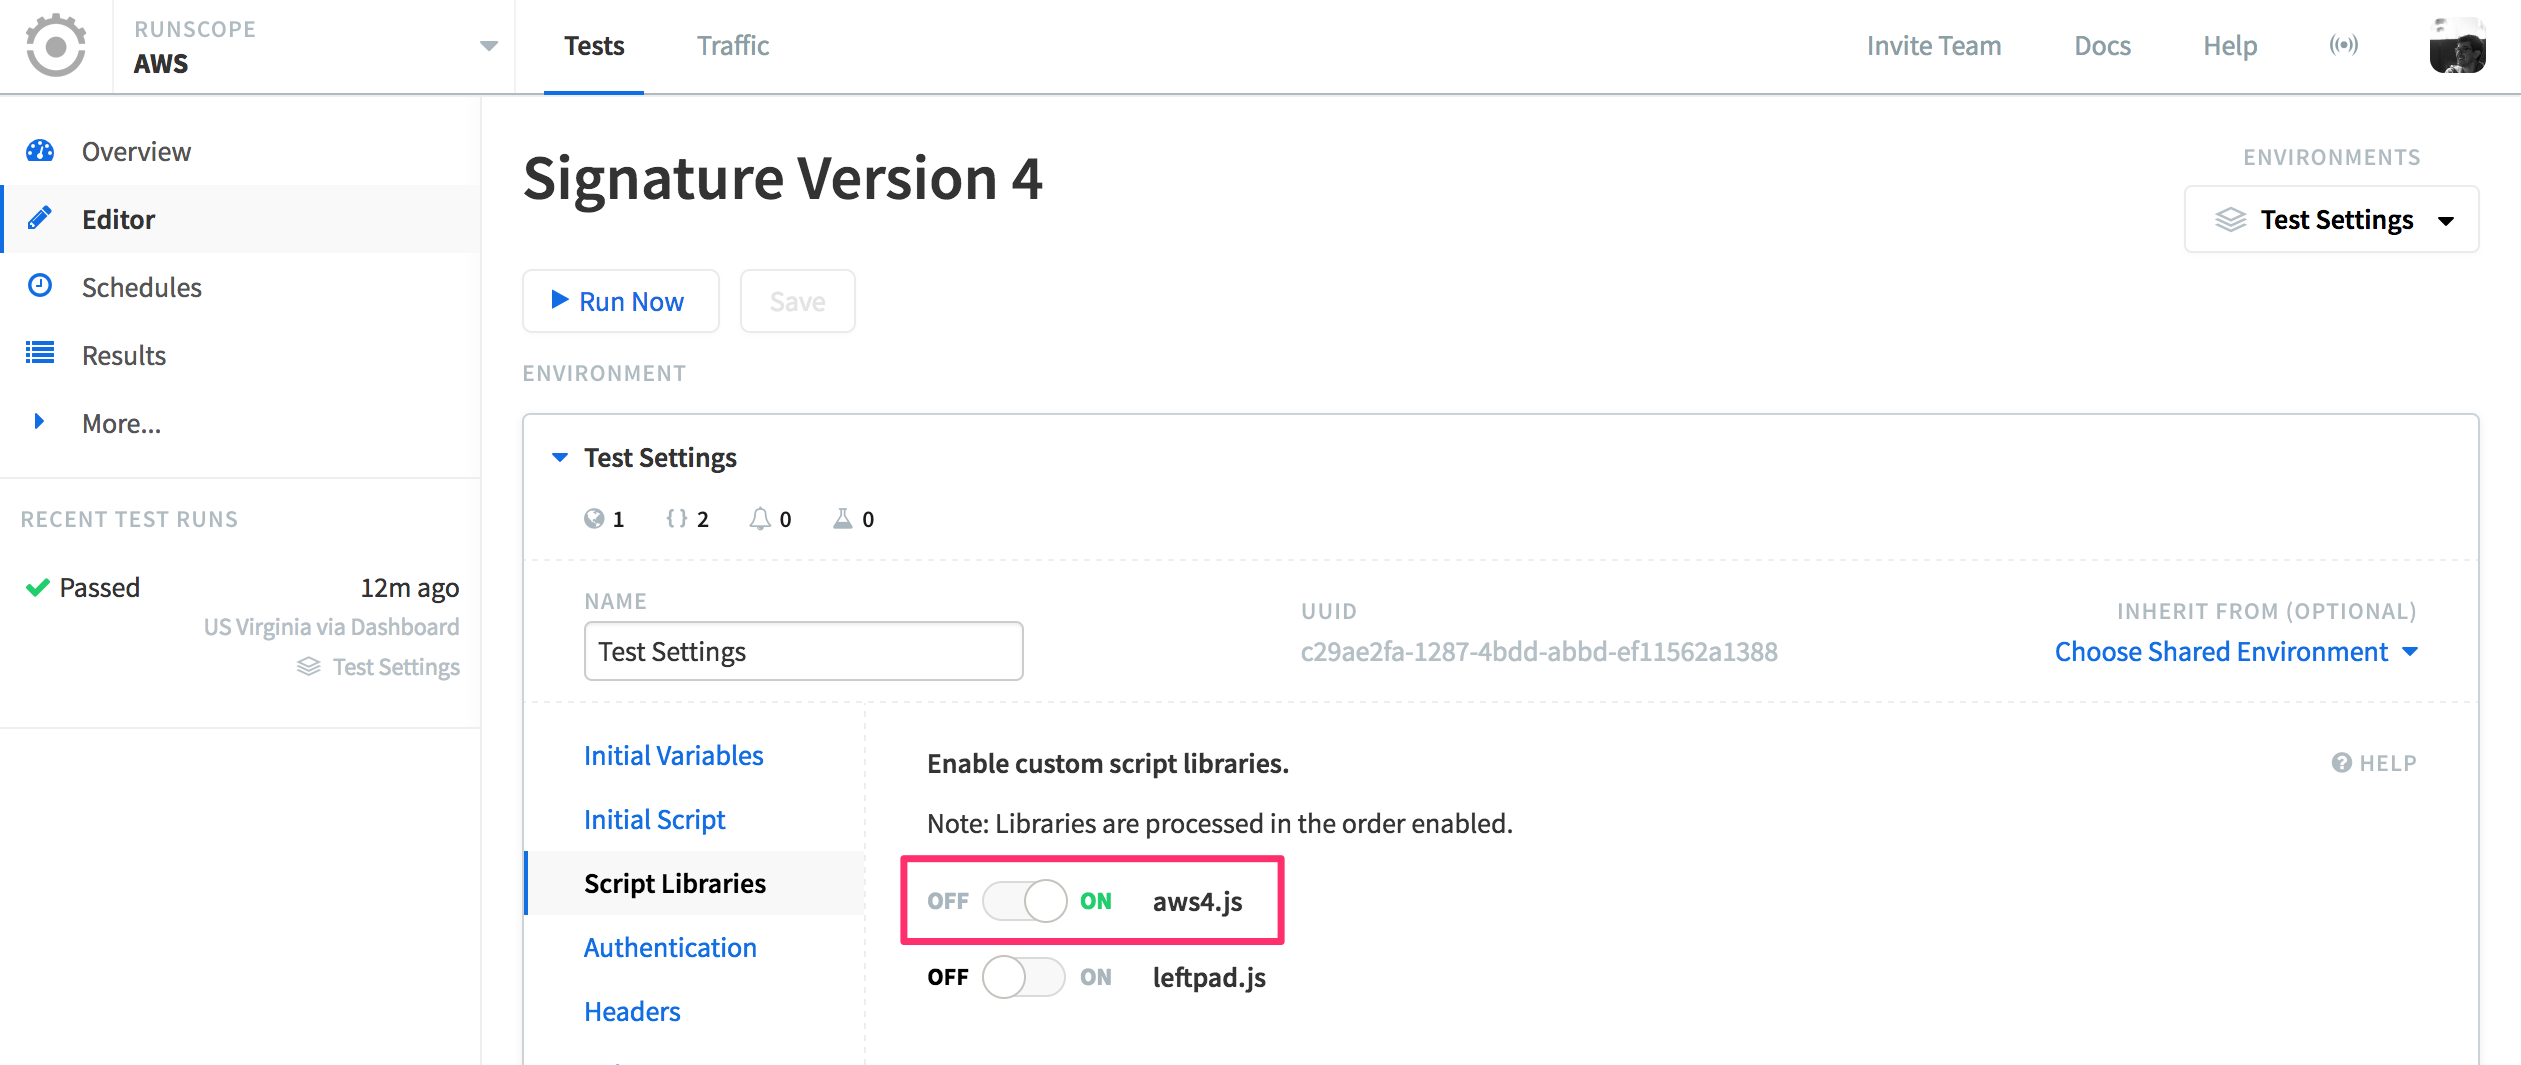 RUNSCOPE
AWS
Tests
Traffic
Invite Team
Docs
Help
Overview
Editor
Schedules
Results
More...
RECENT TEST RUNS
Passed
12m ago
US Virginia via Dashboard
Test Settings
Signature Version 4
ENVIRONMENTS
Test Settings
Run Now
Save
ENVIRONMENT
Test Settings
1
{ } 2
0
0
NAME
Test Settings
UUID
c29ae2fa-1287-4bdd-abbd-ef11562a1388
INHERIT FROM (OPTIONAL)
Choose Shared Environment
Initial Variables
Initial Script
Script Libraries
Authentication
Headers
Enable custom script libraries.
HELP
Note: Libraries are processed in the order enabled.
OFF ON aws4.js
OFF ON leftpad.js